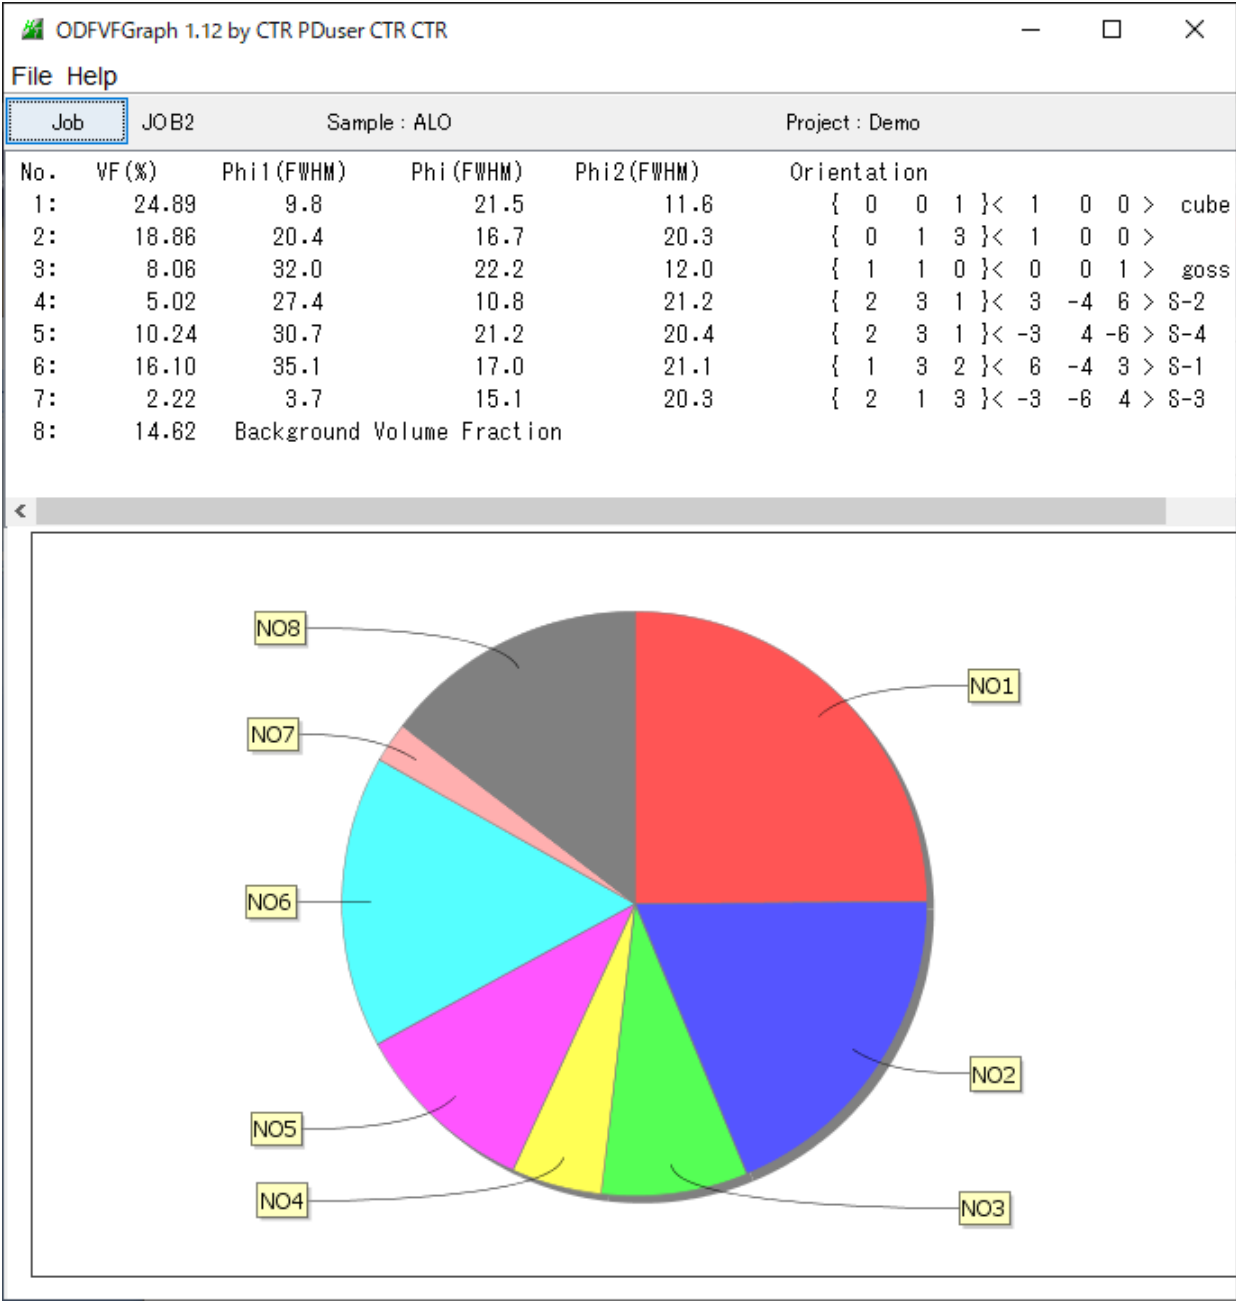 ODFVFGraph 1.12 by CTR PDuser CTR CTR
File Help
Job JOB2 Sample : ALO Project : Demo
No. VF(%) Phi1(FWHM) Phi(FWHM) Phi2(FWHM) Orientation
1: 24.89 9.8 21.5 11.6 { 0 0 1 }< 1 0 0 > cube
2: 18.86 20.4 16.7 20.3 { 0 1 3 }< 1 0 0 >
3: 8.06 32.0 22.2 12.0 { 1 1 0 }< 0 0 1 > goss
4: 5.02 27.4 10.8 21.2 { 2 3 1 }< 3 -4 6 > S-2
5: 10.24 30.7 21.2 20.4 { 2 3 1 }< -3 4 -6 > S-4
6: 16.10 35.1 17.0 21.1 { 1 3 2 }< 6 -4 3 > S-1
7: 2.22 3.7 15.1 20.3 { 2 1 3 }< -3 -6 4 > S-3
8: 14.62 Background Volume Fraction
NO8
NO1
NO7
NO6
NO2
NO5
NO4
NO3